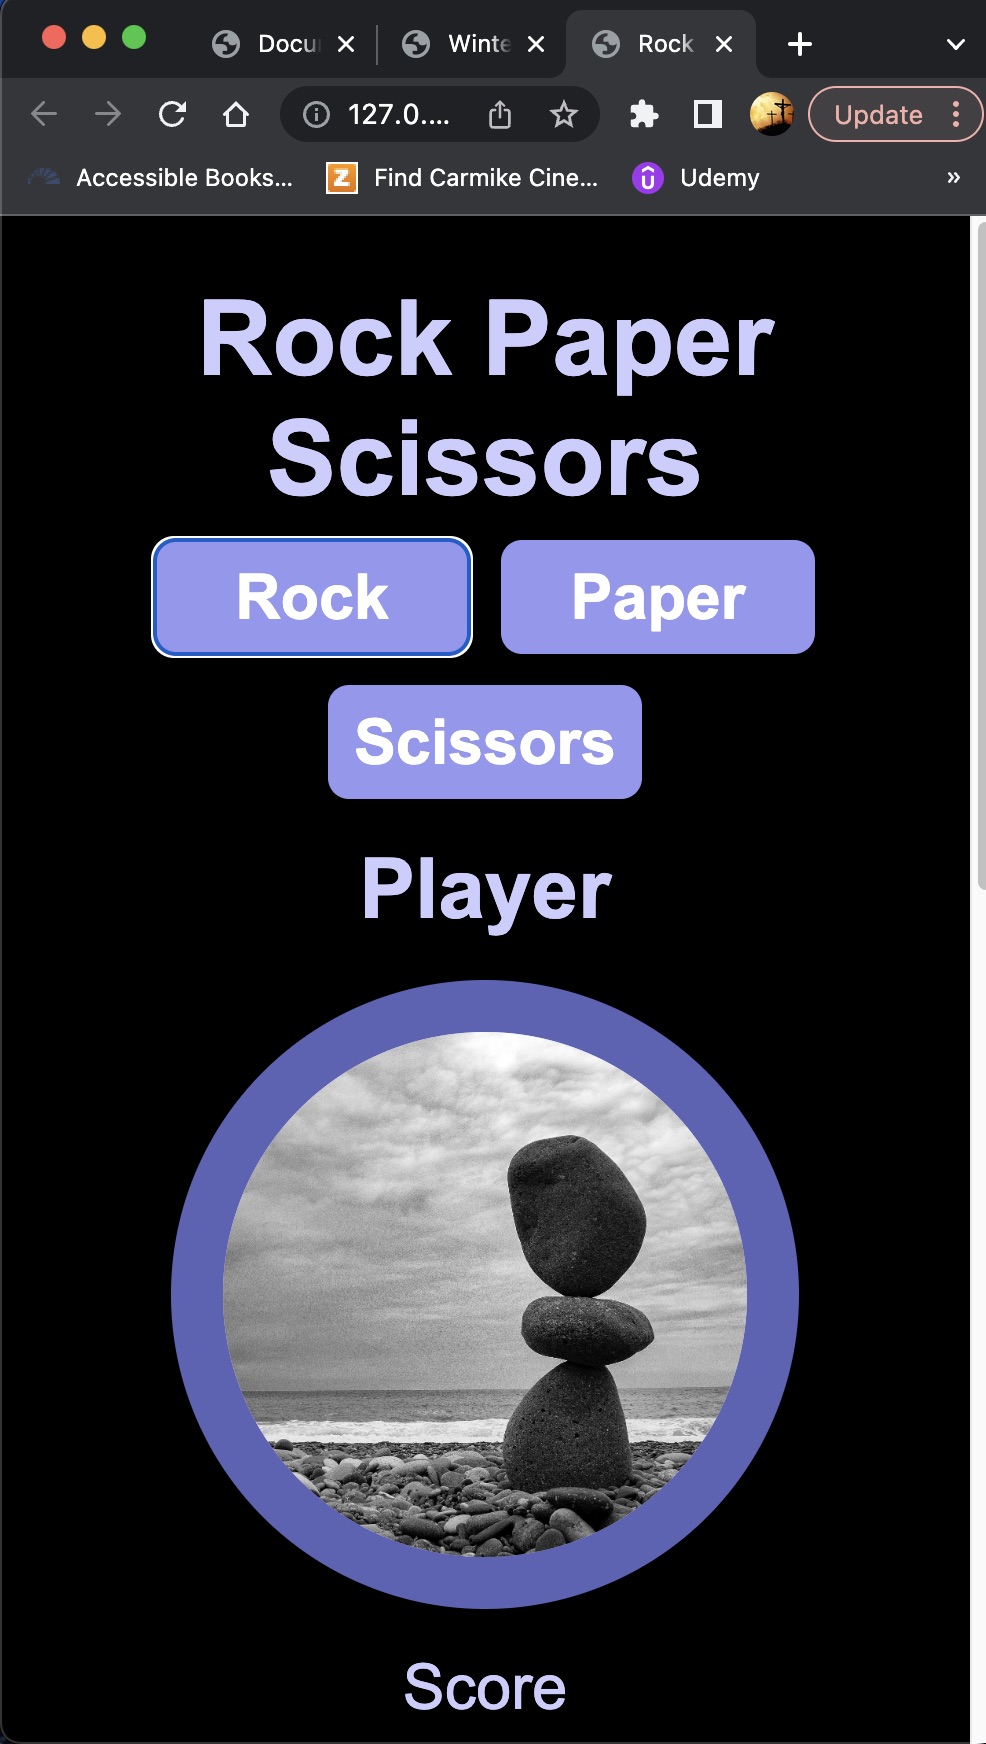 Docu Winte Rock
127.0.... Update
Accessible Books... Z Find Carmike Cine... û Udemy »
Rock Paper
Scissors
Rock Paper
Scissors
Player
Score